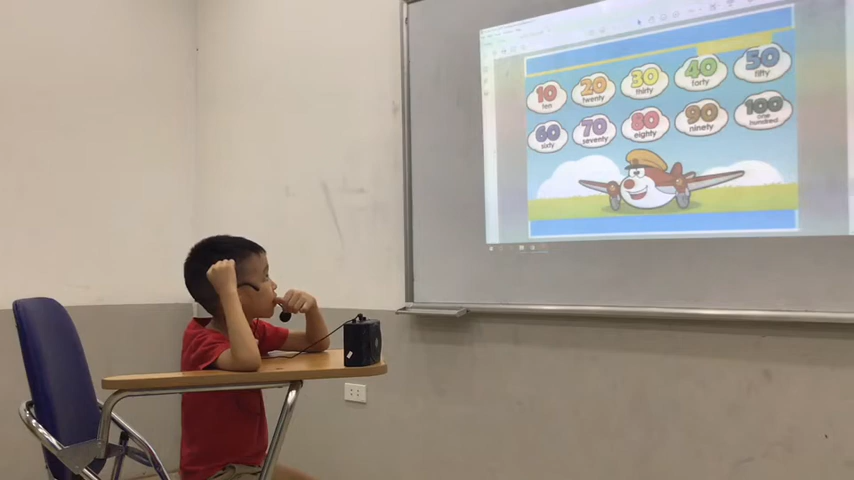 10 20 30 40 50
ten twenty thirty forty fifty
60 70 80 90 100
sixty seventy eighty ninety one hundred